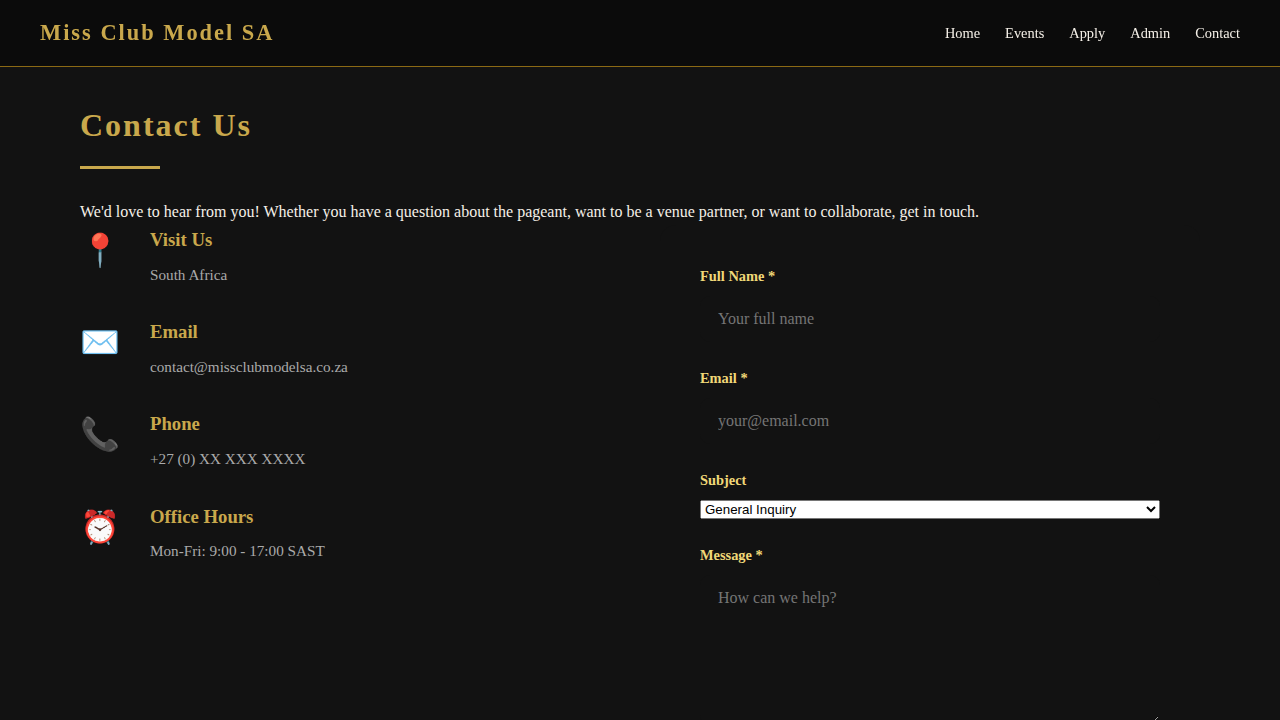 Miss Club Model SA
Home Events Apply Admin Contact
Contact Us
We'd love to hear from you! Whether you have a question about the pageant, want to be a venue partner, or want to collaborate, get in touch.
Visit Us
South Africa
Email
contact@missclubmodelsa.co.za
Phone
+27 (0) XX XXX XXXX
Office Hours
Mon-Fri: 9:00 - 17:00 SAST
Full Name *
Your full name
Email *
your@email.com
Subject
General Inquiry
Message *
How can we help?